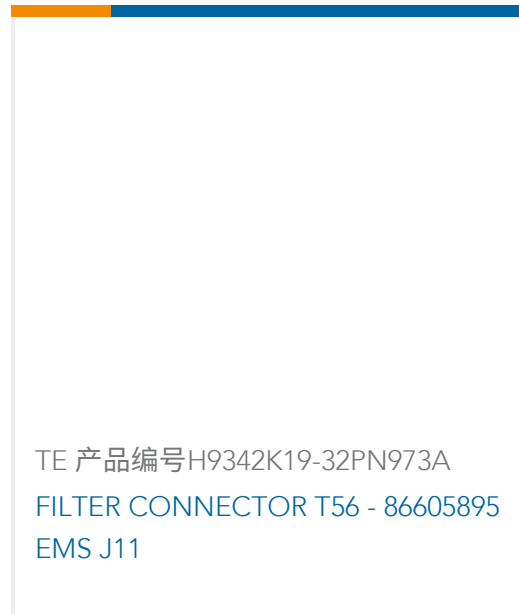 TE 产品编号H9342K19-32PN973A
FILTER CONNECTOR T56 - 86605895
EMS J11